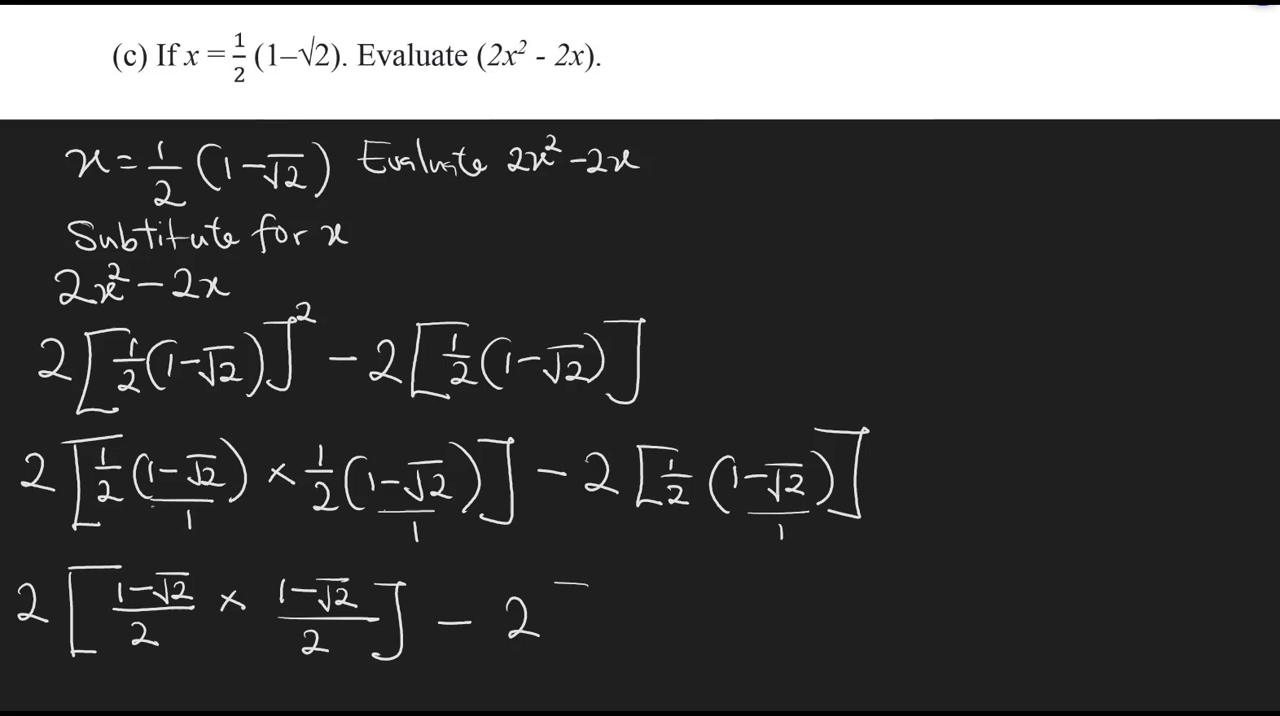 (c) If x = 1/2 (1–√2). Evaluate (2x² - 2x).
x = 1/2 (1-√2) Evaluate 2x² - 2x
Substitute for x
2x² - 2x
2[1/2(1-√2)]² - 2[1/2(1-√2)]
2[1/2 (1-√2)/1 × 1/2 (1-√2)/1] - 2[1/2 (1-√2)/1]
2[(1-√2)/2 × (1-√2)/2] - 2